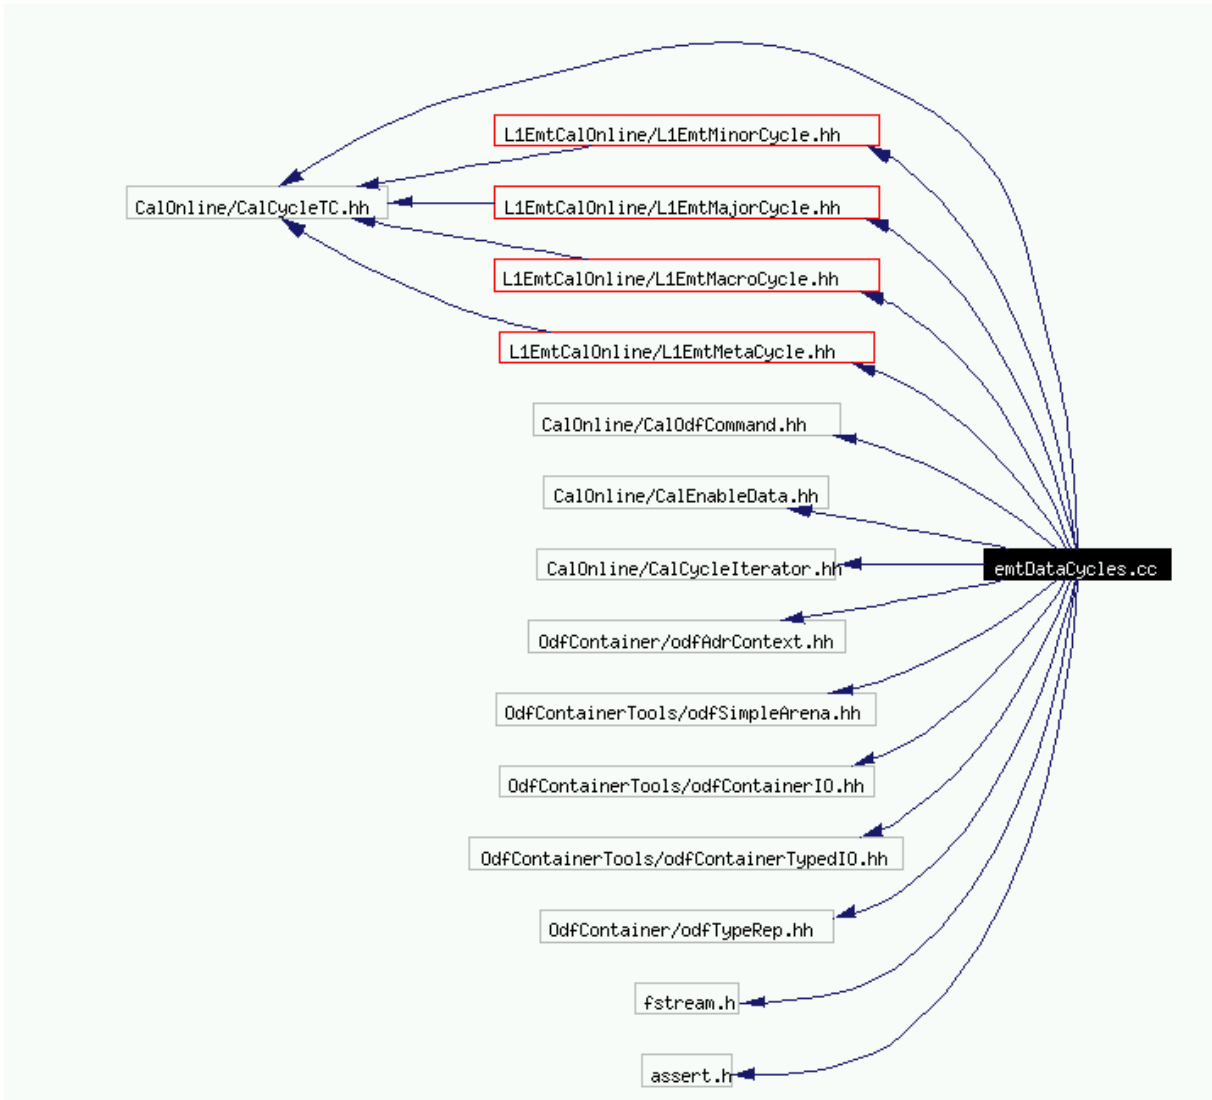 L1EmtCalOnline/L1EmtMinorCycle.hh
CalOnline/CalCycleTC.hh
L1EmtCalOnline/L1EmtMajorCycle.hh
L1EmtCalOnline/L1EmtMacroCycle.hh
L1EmtCalOnline/L1EmtMetaCycle.hh
CalOnline/CalOdfCommand.hh
CalOnline/CalEnableData.hh
CalOnline/CalCycleIterator.hh
emtDataCycles.cc
OdfContainer/odfAdrContext.hh
OdfContainerTools/odfSimpleArena.hh
OdfContainerTools/odfContainerIO.hh
OdfContainerTools/odfContainerTypedIO.hh
OdfContainer/odfTypeRep.hh
fstream.h
assert.h